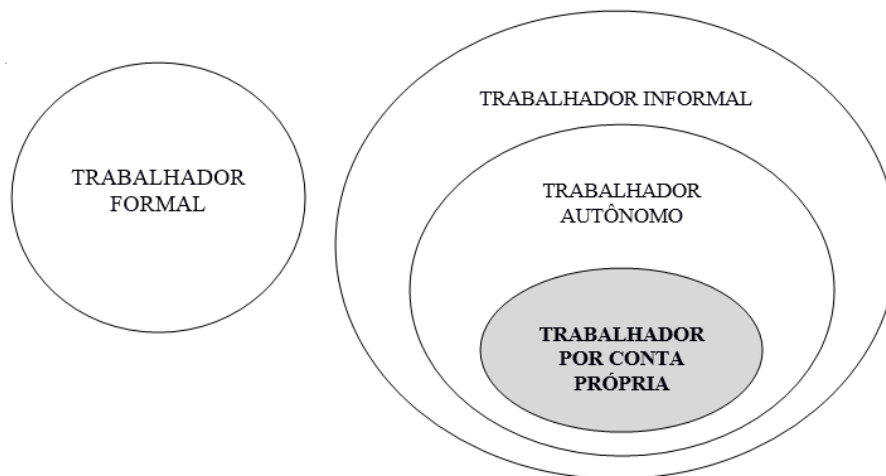 TRABALHADOR
FORMAL
TRABALHADOR INFORMAL
TRABALHADOR
AUTÔNOMO
TRABALHADOR
POR CONTA
PRÓPRIA